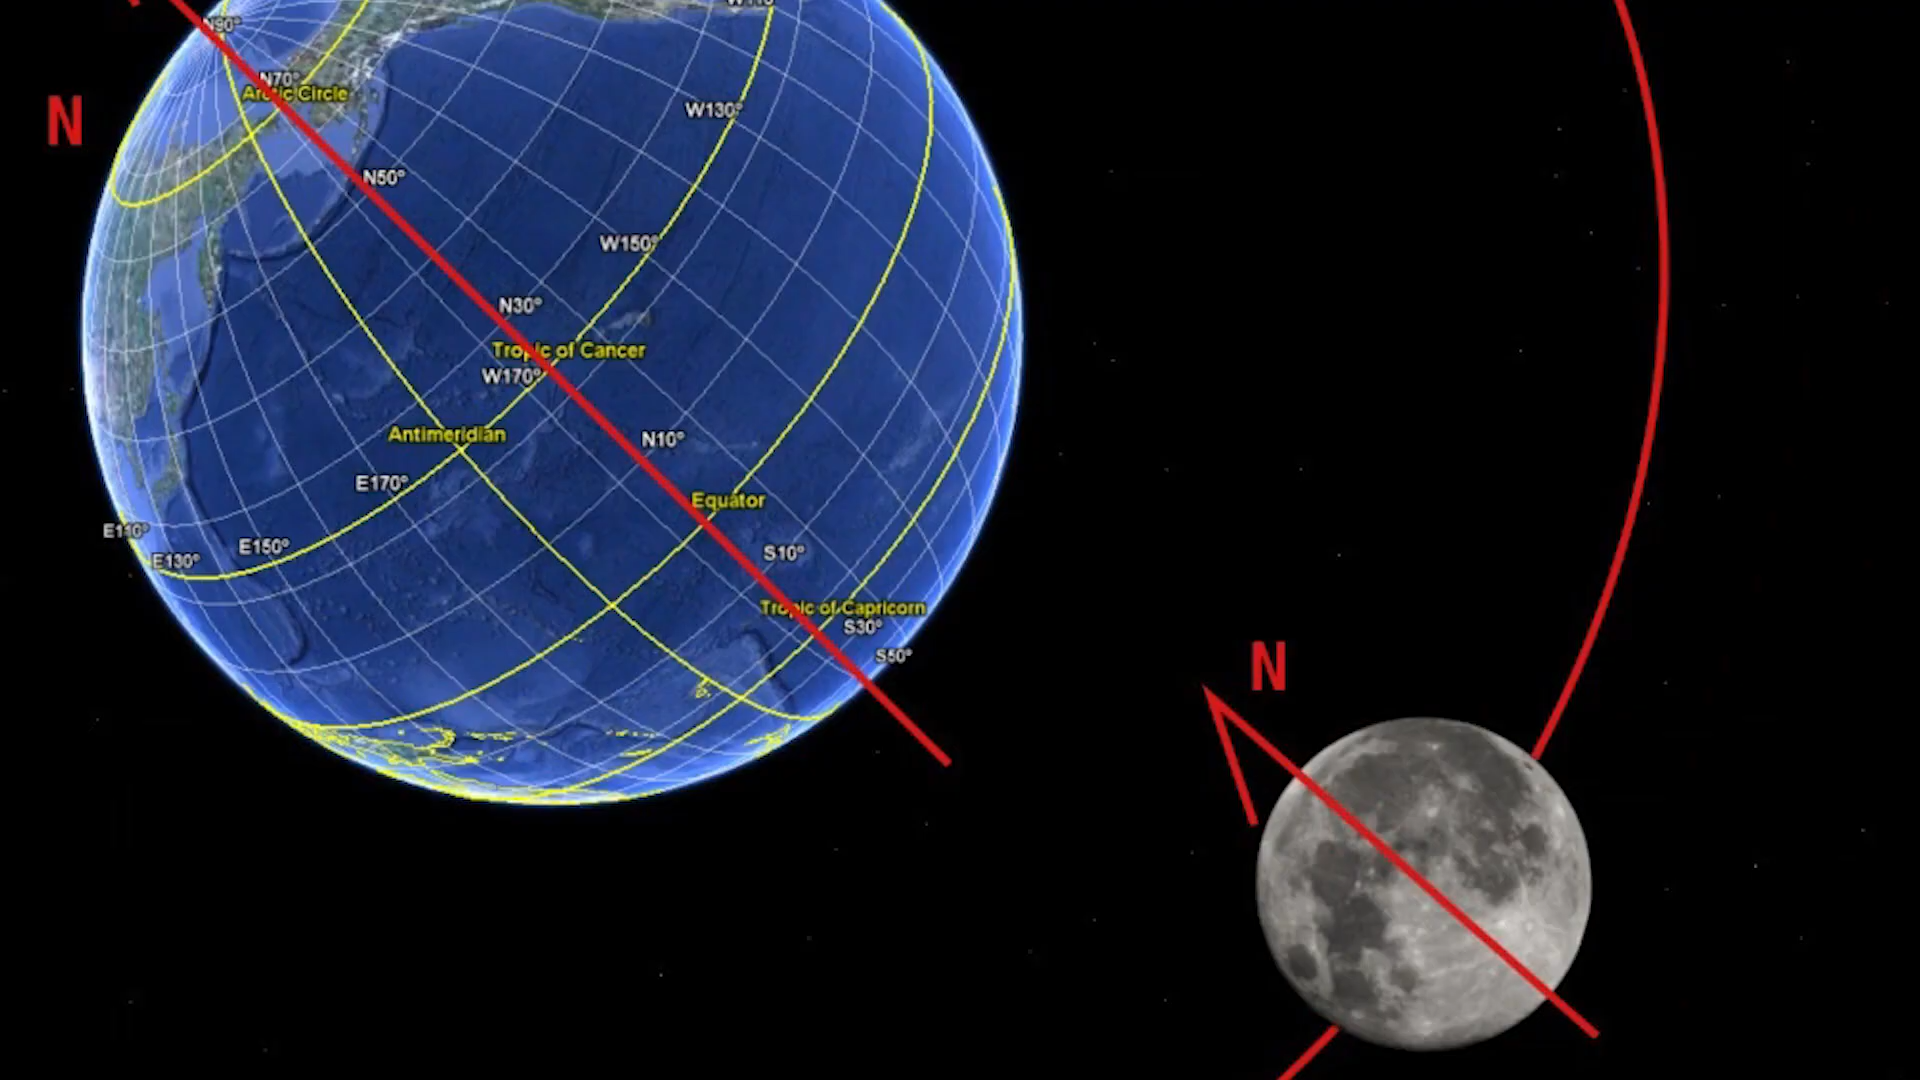 W110°
N90°
N70°
Arctic Circle
N
W130°
N50°
W150°
N30°
Tropic of Cancer
W170°
Antimeridian
N10°
E170°
Equator
E110°
E150°
S10°
E130°
Tropic of Capricorn
S30°
S50°
N